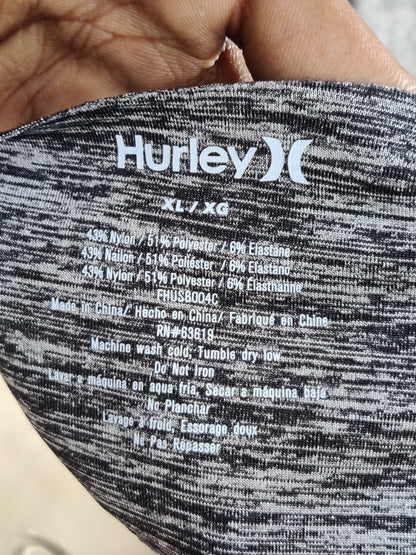 Hurley
XL / XG
43% Nylon / 51% Polyester / 6% Elastane
43% Nailon / 51% Poliéster / 6% Elastano
43% Nylon / 51% Polyester / 6% Elasthanne
FHUSB004C
Made In China/ Hecho en China/ Fabriqué en Chine
RN#63619
Machine wash cold, Tumble dry low
Do Not Iron
Lavar a máquina en agua fría, Secar a máquina baja
No Planchar
Lavage à froid, Essorage doux
Ne Pas Repasser